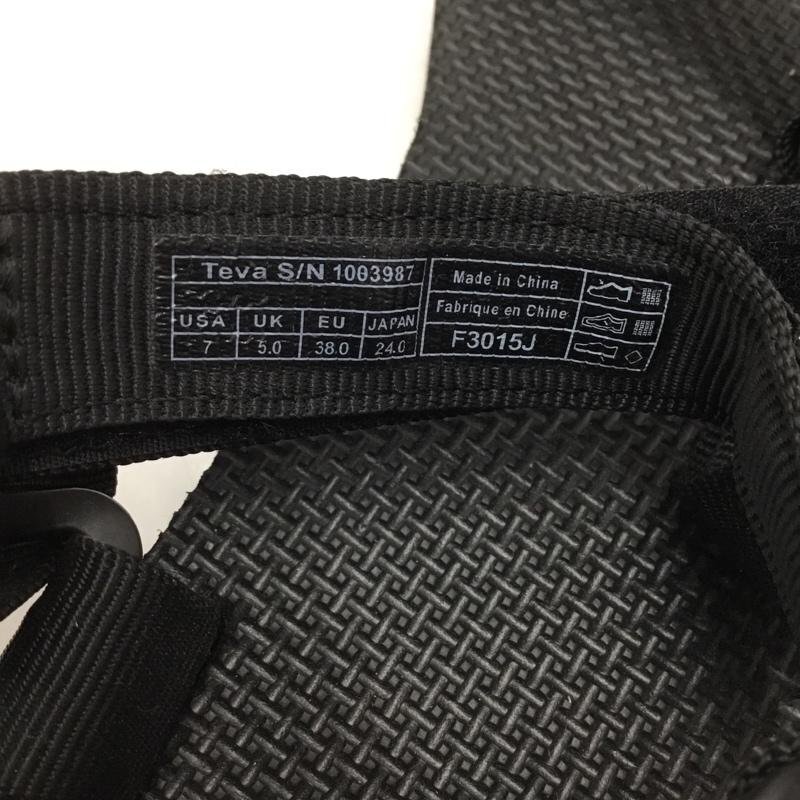 Teva S/N 1003987
USA UK EU JAPAN
7 5.0 38.0 24.0
Made in China
Fabrique en Chine
F3015J